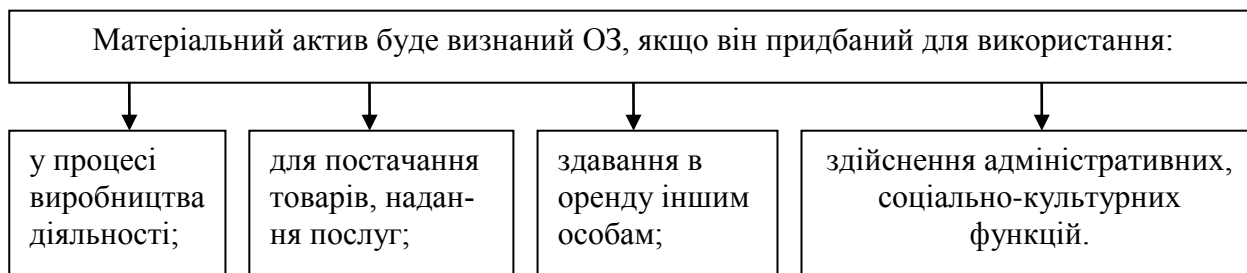 Матеріальний актив буде визнаний ОЗ, якщо він придбаний для використання:
у процесі
виробництва
діяльності;
для постачання
товарів, надан-
ня послуг;
здавання в
оренду іншим
особам;
здійснення адміністративних,
соціально-культурних
функцій.